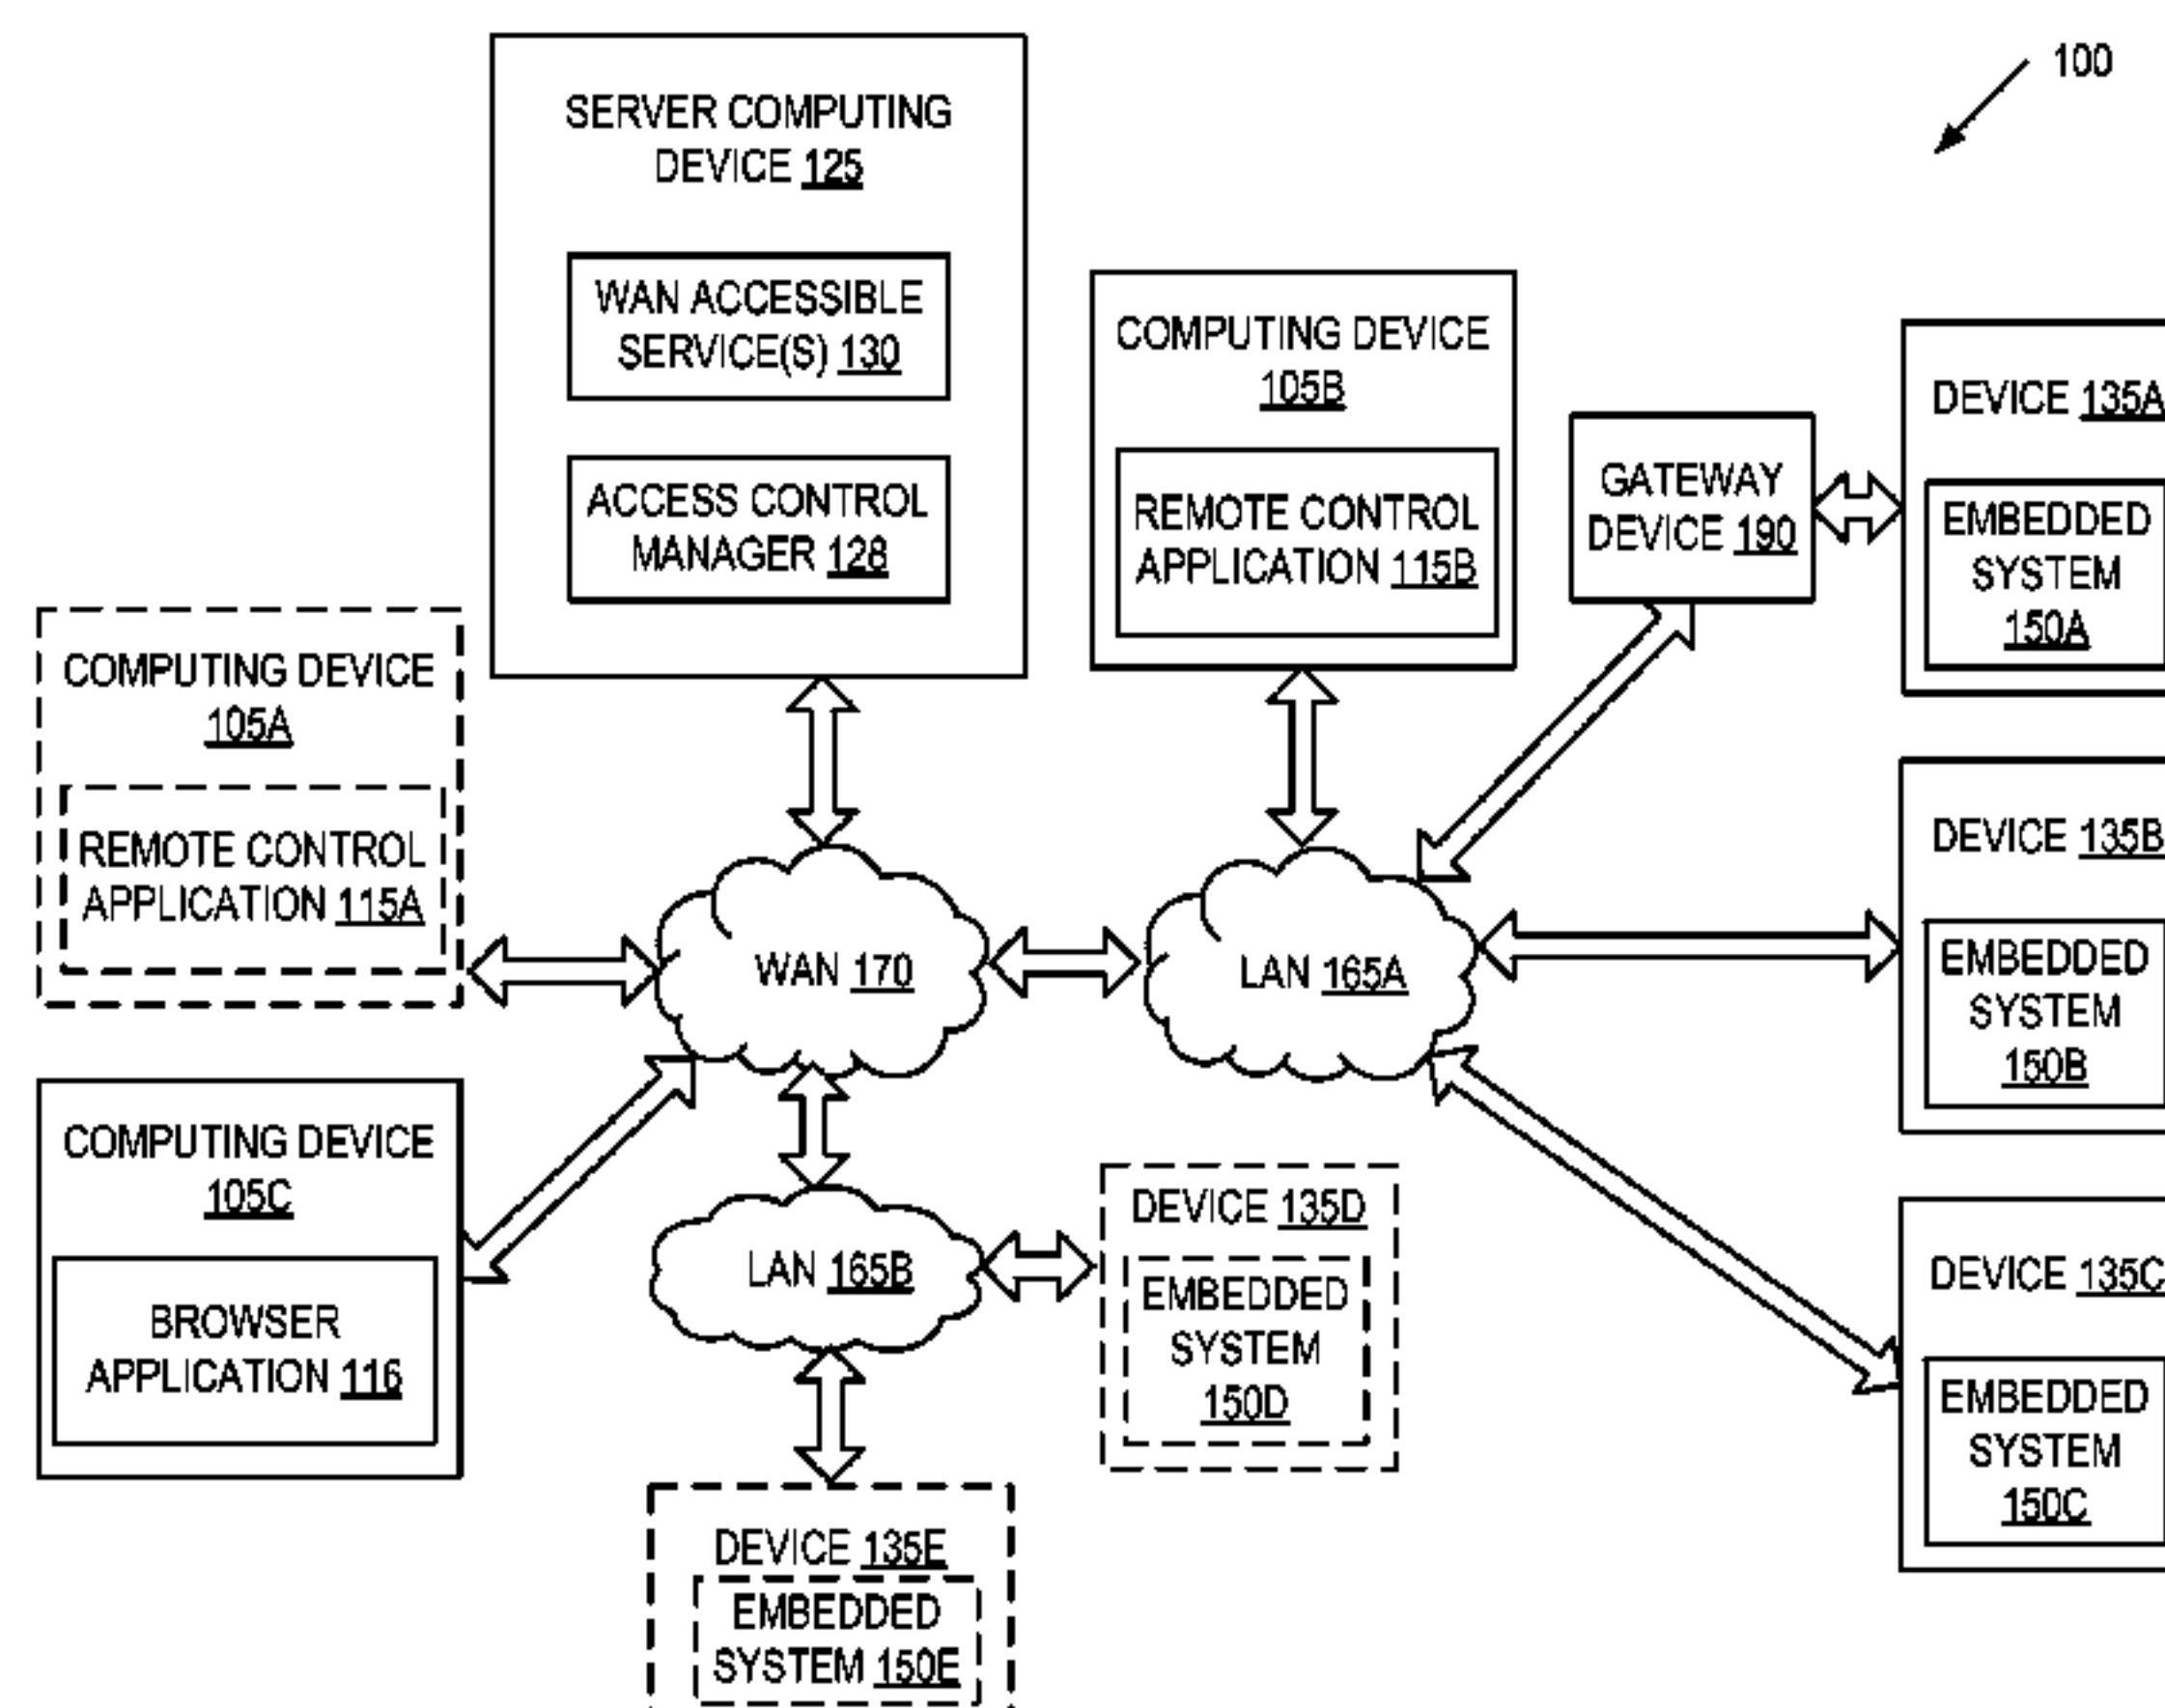 100
SERVER COMPUTING
DEVICE 125
WAN ACCESSIBLE
SERVICE(S) 130
ACCESS CONTROL
MANAGER 128
COMPUTING DEVICE
105B
REMOTE CONTROL
APPLICATION 115B
GATEWAY
DEVICE 190
DEVICE 135A
EMBEDDED
SYSTEM
150A
COMPUTING DEVICE
105A
REMOTE CONTROL
APPLICATION 115A
WAN 170
LAN 165A
DEVICE 135B
EMBEDDED
SYSTEM
150B
COMPUTING DEVICE
105C
BROWSER
APPLICATION 116
LAN 165B
DEVICE 135D
EMBEDDED
SYSTEM
150D
DEVICE 135C
EMBEDDED
SYSTEM
150C
DEVICE 135E
EMBEDDED
SYSTEM 150E